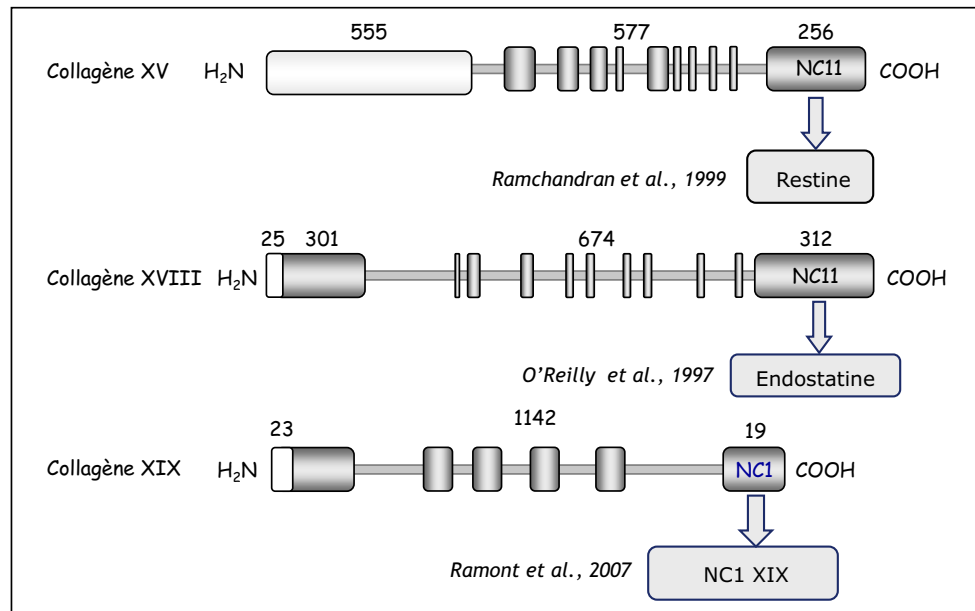 555 577 256
Collagène XV H₂N NC11 COOH
Ramchandran et al., 1999 Restine
25 301 674 312
Collagène XVIII H₂N NC11 COOH
O'Reilly et al., 1997 Endostatine
23 1142 19
Collagène XIX H₂N NC1 COOH
Ramont et al., 2007 NC1 XIX